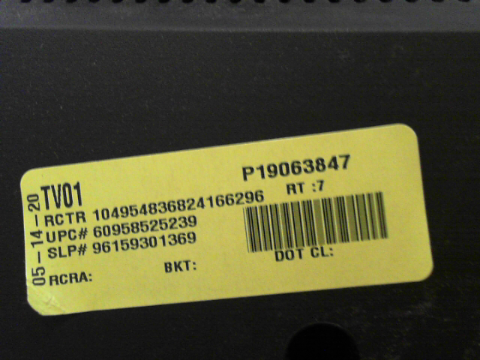 05-14-20
TV01
P19063847
RCTR 104954836824166296
RT :7
UPC# 60958525239
SLP# 96159301369
RCRA:
BKT:
DOT CL: